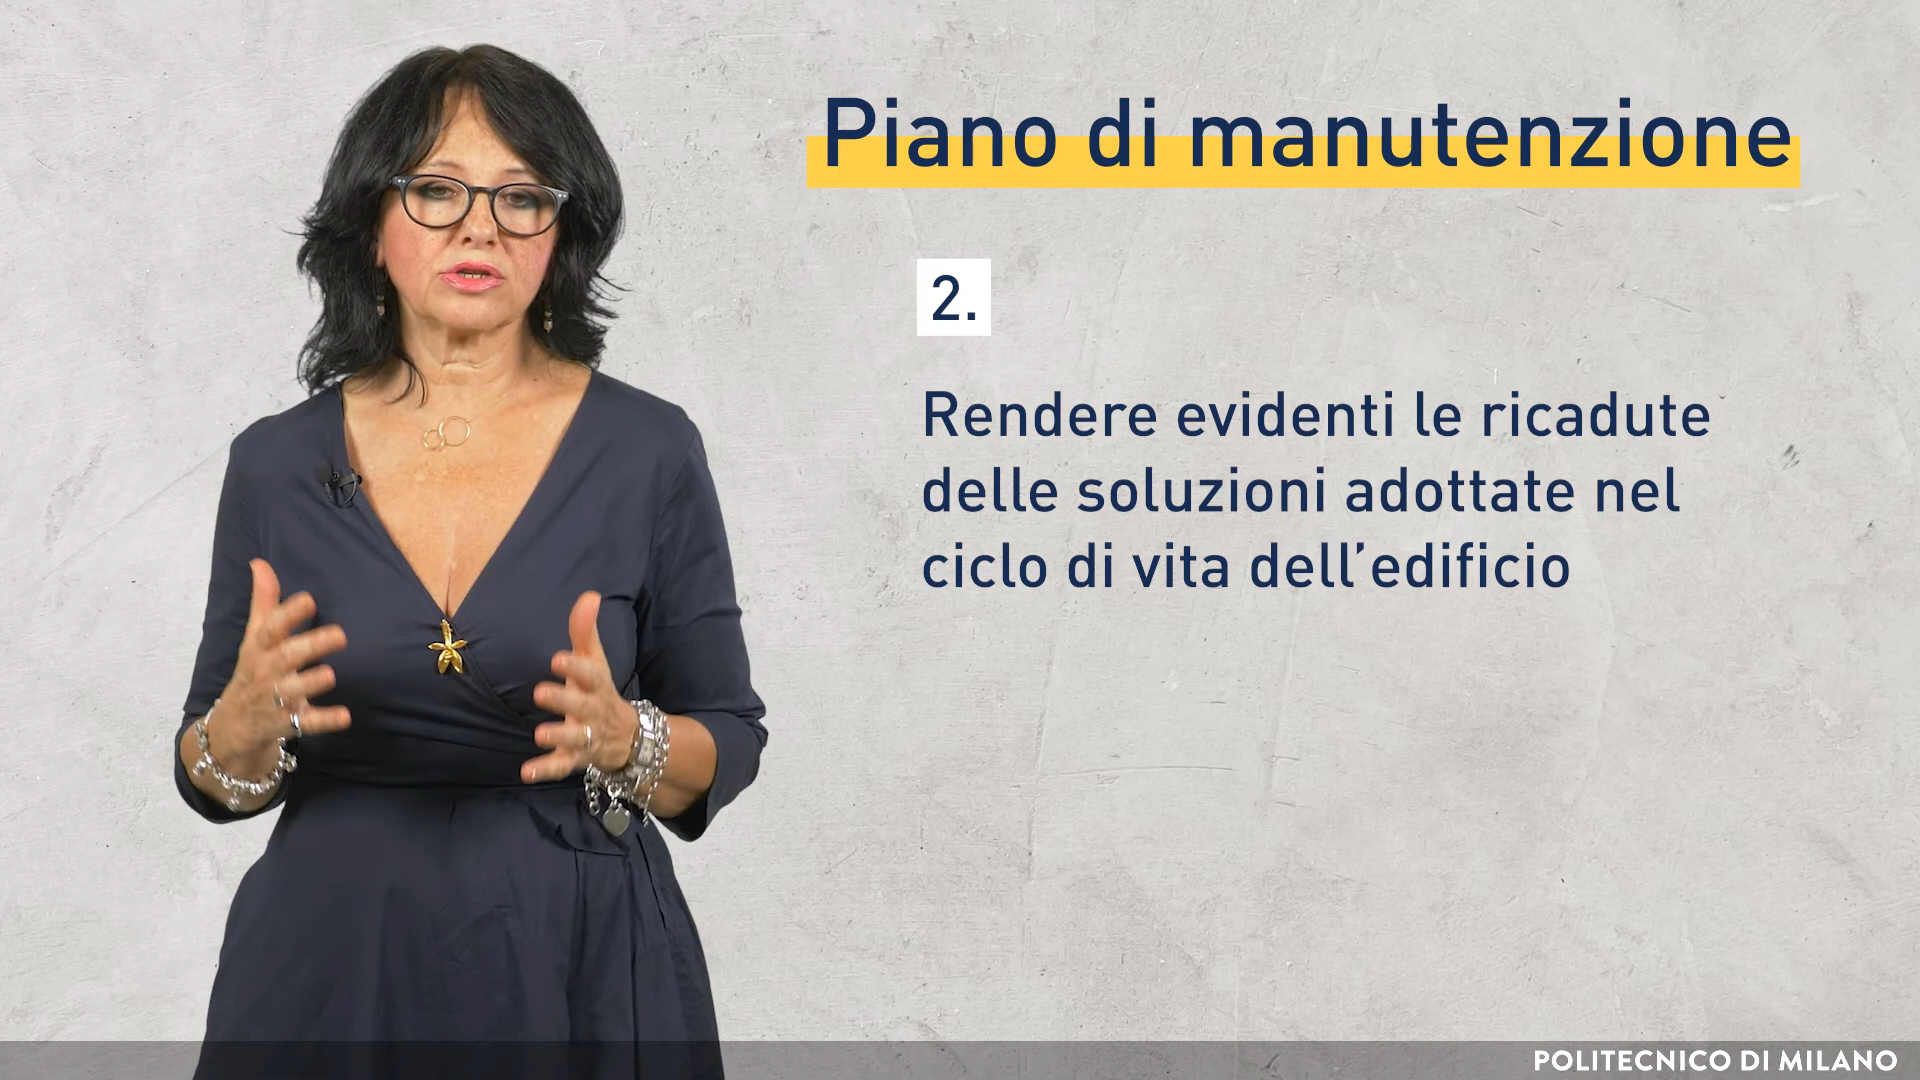 Piano di manutenzione
2.
Rendere evidenti le ricadute
delle soluzioni adottate nel
ciclo di vita dell’edificio
POLITECNICO DI MILANO